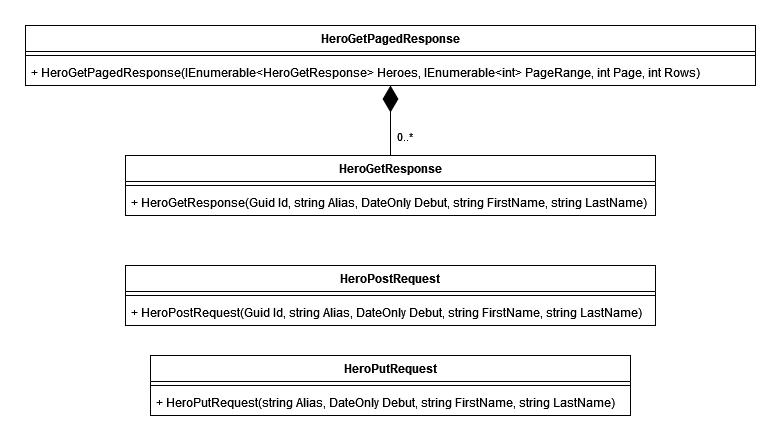 HeroGetPagedResponse
+ HeroGetPagedResponse(IEnumerable<HeroGetResponse> Heroes, IEnumerable<int> PageRange, int Page, int Rows)
0..*
HeroGetResponse
+ HeroGetResponse(Guid Id, string Alias, DateOnly Debut, string FirstName, string LastName)
HeroPostRequest
+ HeroPostRequest(Guid Id, string Alias, DateOnly Debut, string FirstName, string LastName)
HeroPutRequest
+ HeroPutRequest(string Alias, DateOnly Debut, string FirstName, string LastName)